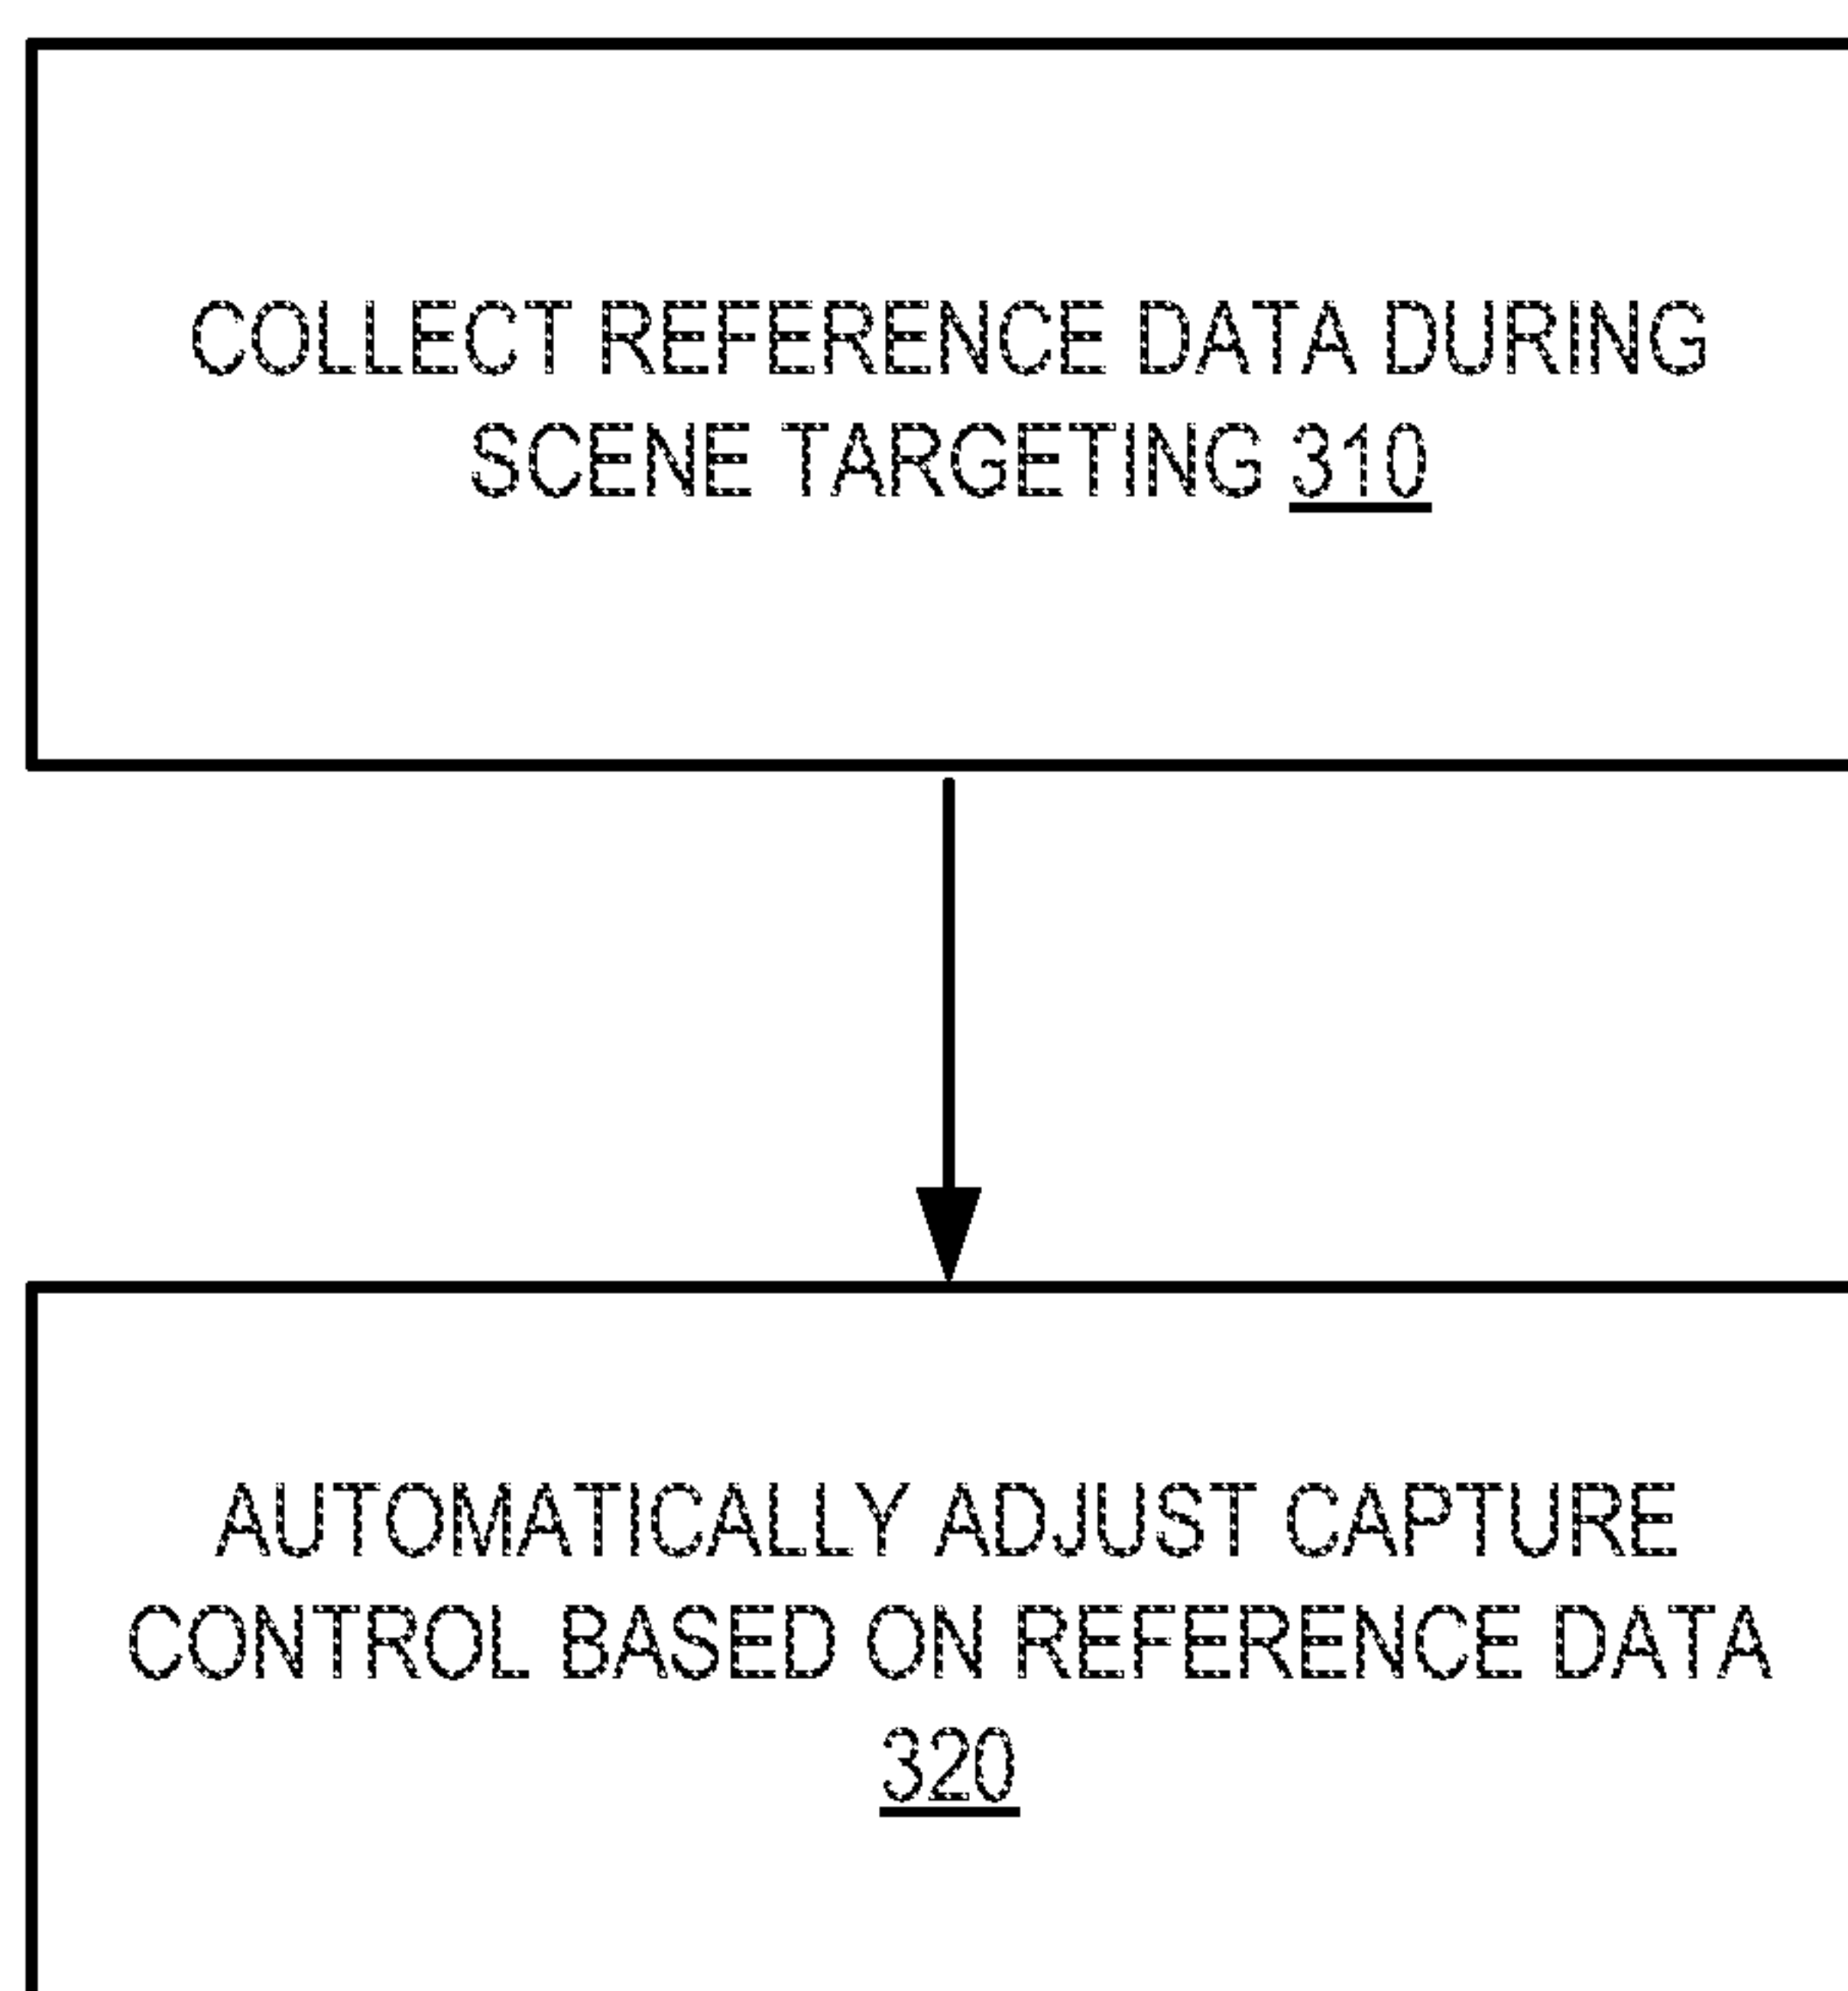 COLLECT REFERENCE DATA DURING
SCENE TARGETING 310
AUTOMATICALLY ADJUST CAPTURE
CONTROL BASED ON REFERENCE DATA
320